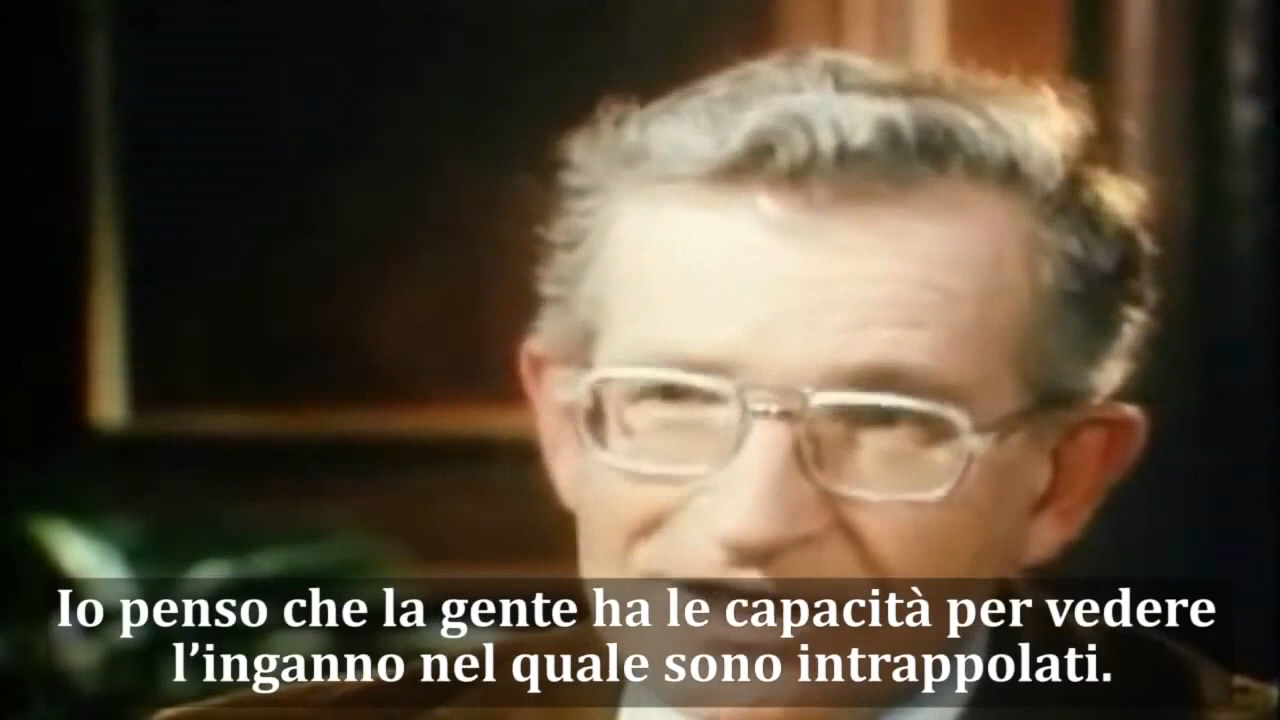 Io penso che la gente ha le capacità per vedere
l’inganno nel quale sono intrappolati.